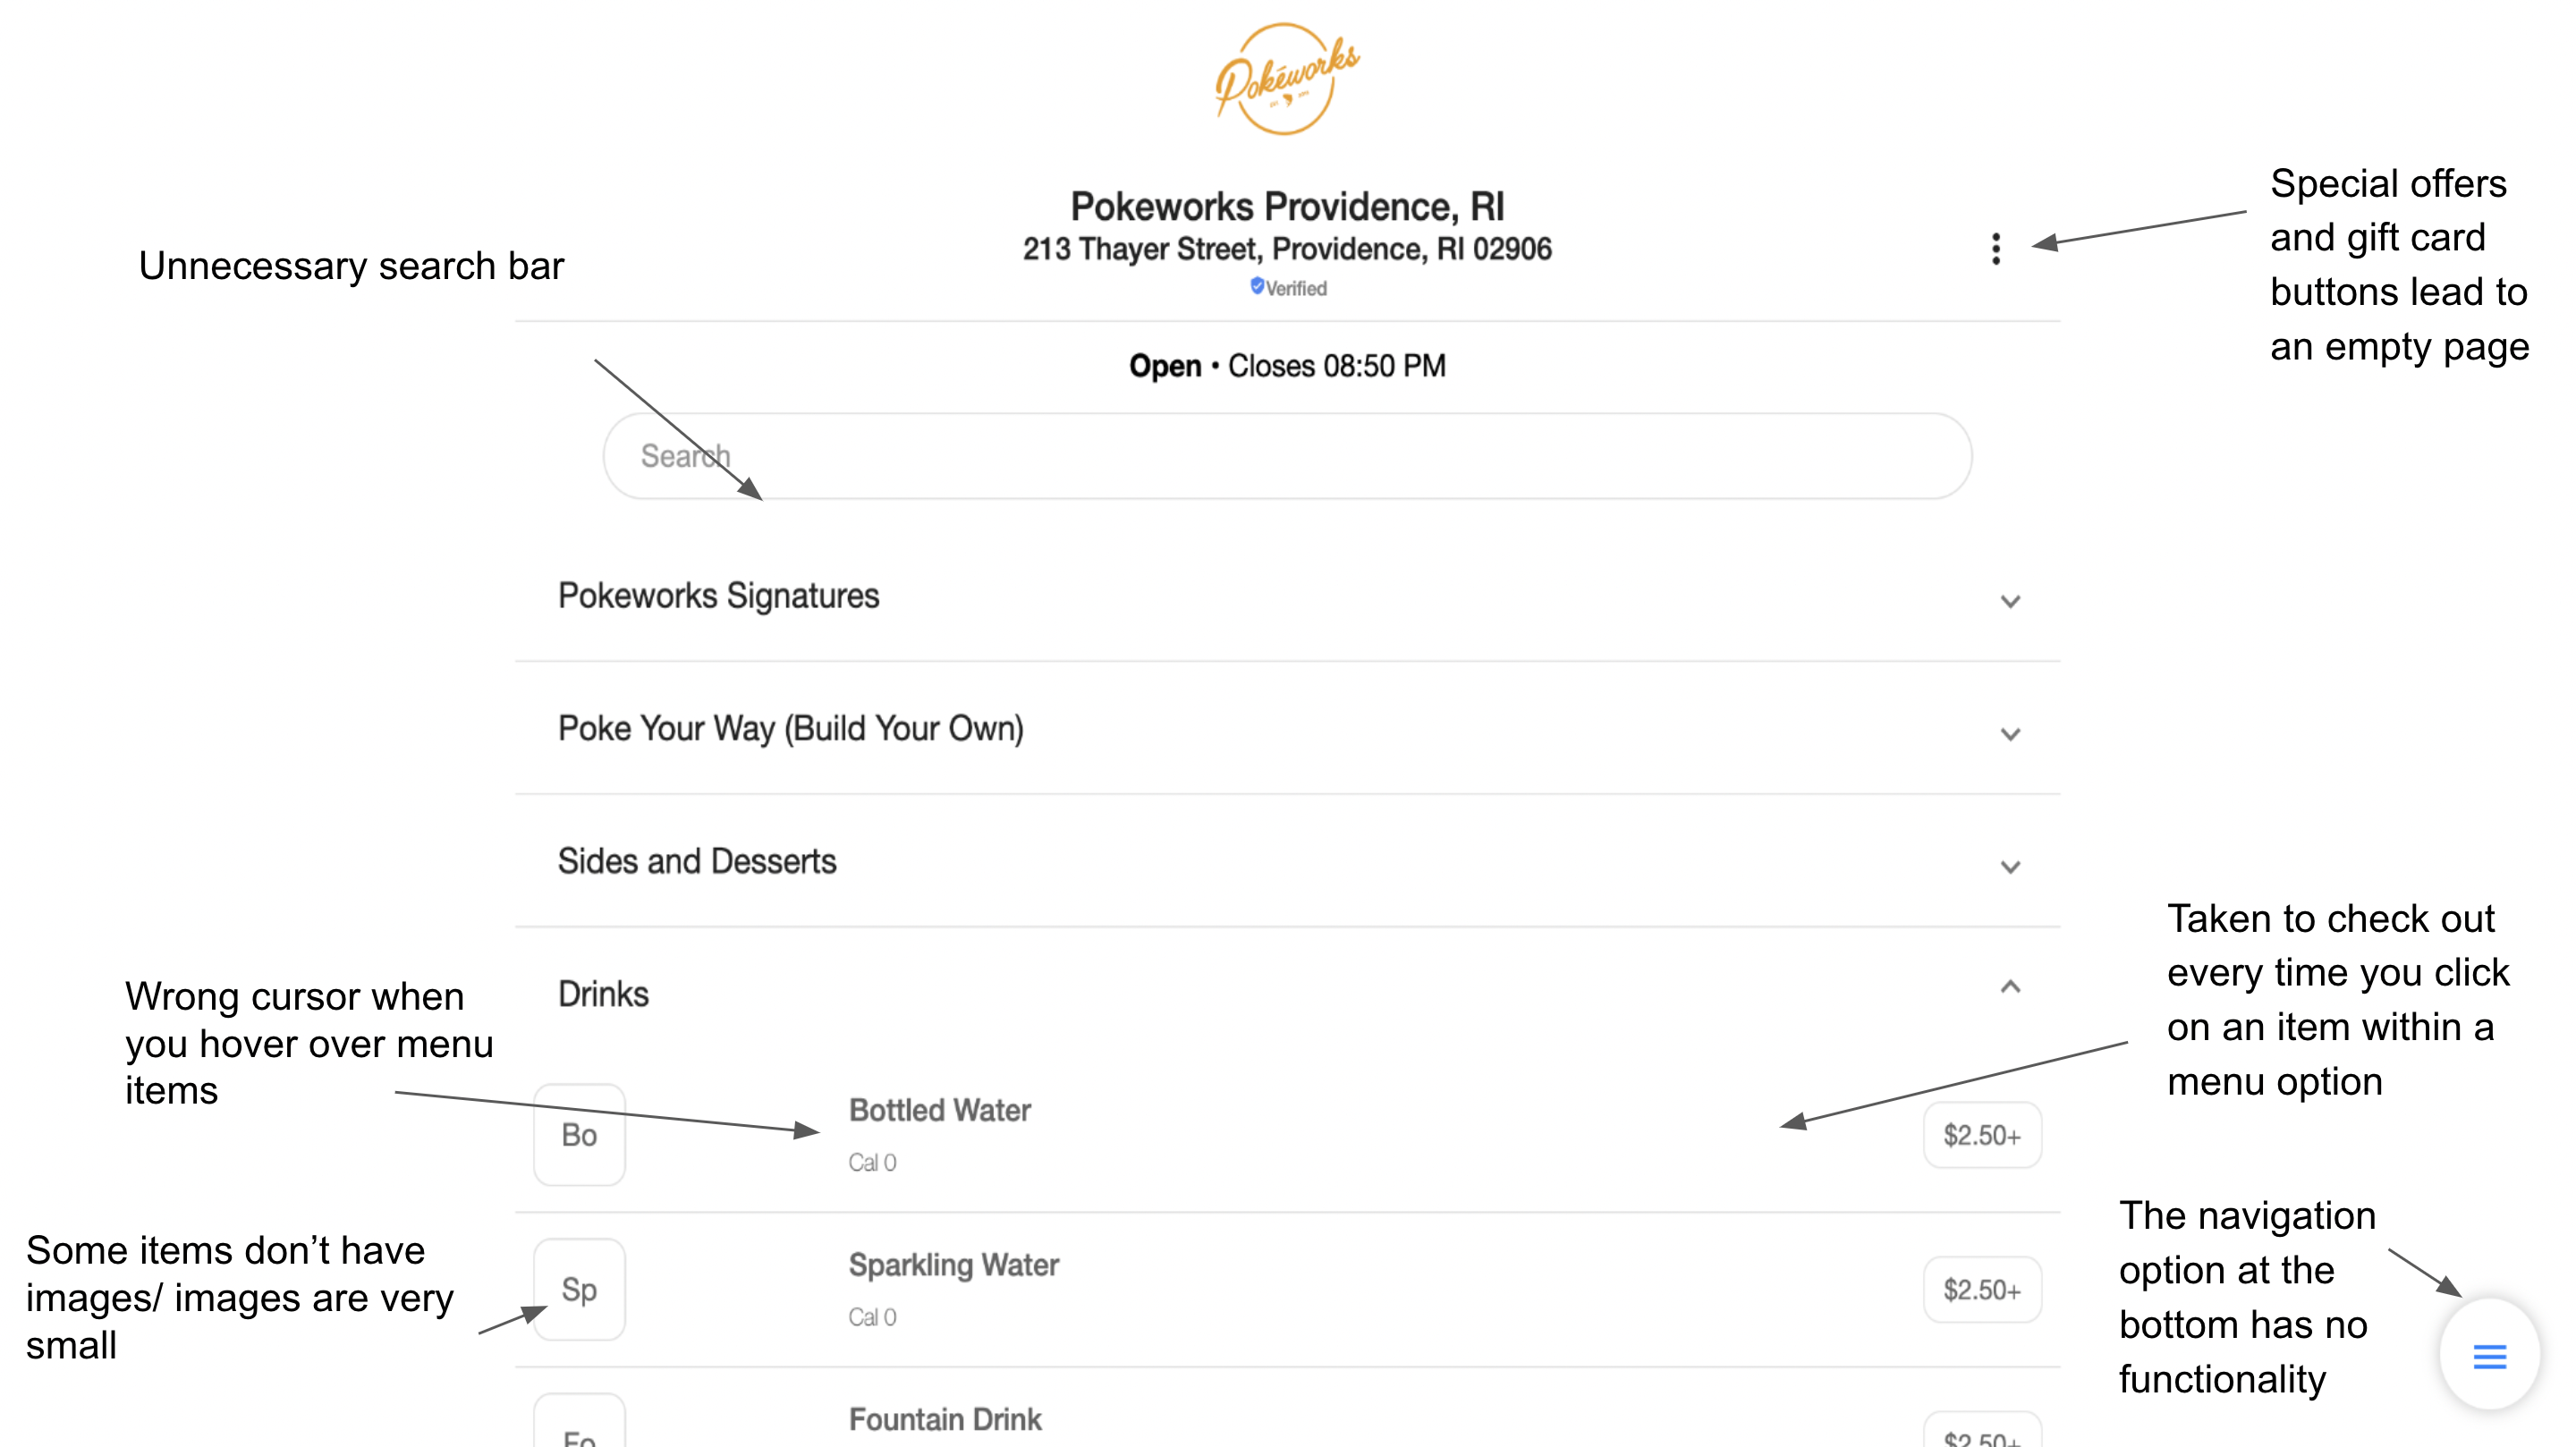 Pokéworks
Pokeworks Providence, RI
213 Thayer Street, Providence, RI 02906
Verified
Special offers
and gift card
buttons lead to
an empty page
Unnecessary search bar
Open • Closes 08:50 PM
Search
Pokeworks Signatures
Poke Your Way (Build Your Own)
Sides and Desserts
Drinks
Taken to check out
every time you click
on an item within a
menu option
Wrong cursor when
you hover over menu
items
Bo
Bottled Water
Cal 0
$2.50+
Some items don’t have
images/ images are very
small
Sp
Sparkling Water
Cal 0
$2.50+
The navigation
option at the
bottom has no
functionality
Fo
Fountain Drink
$2.50+